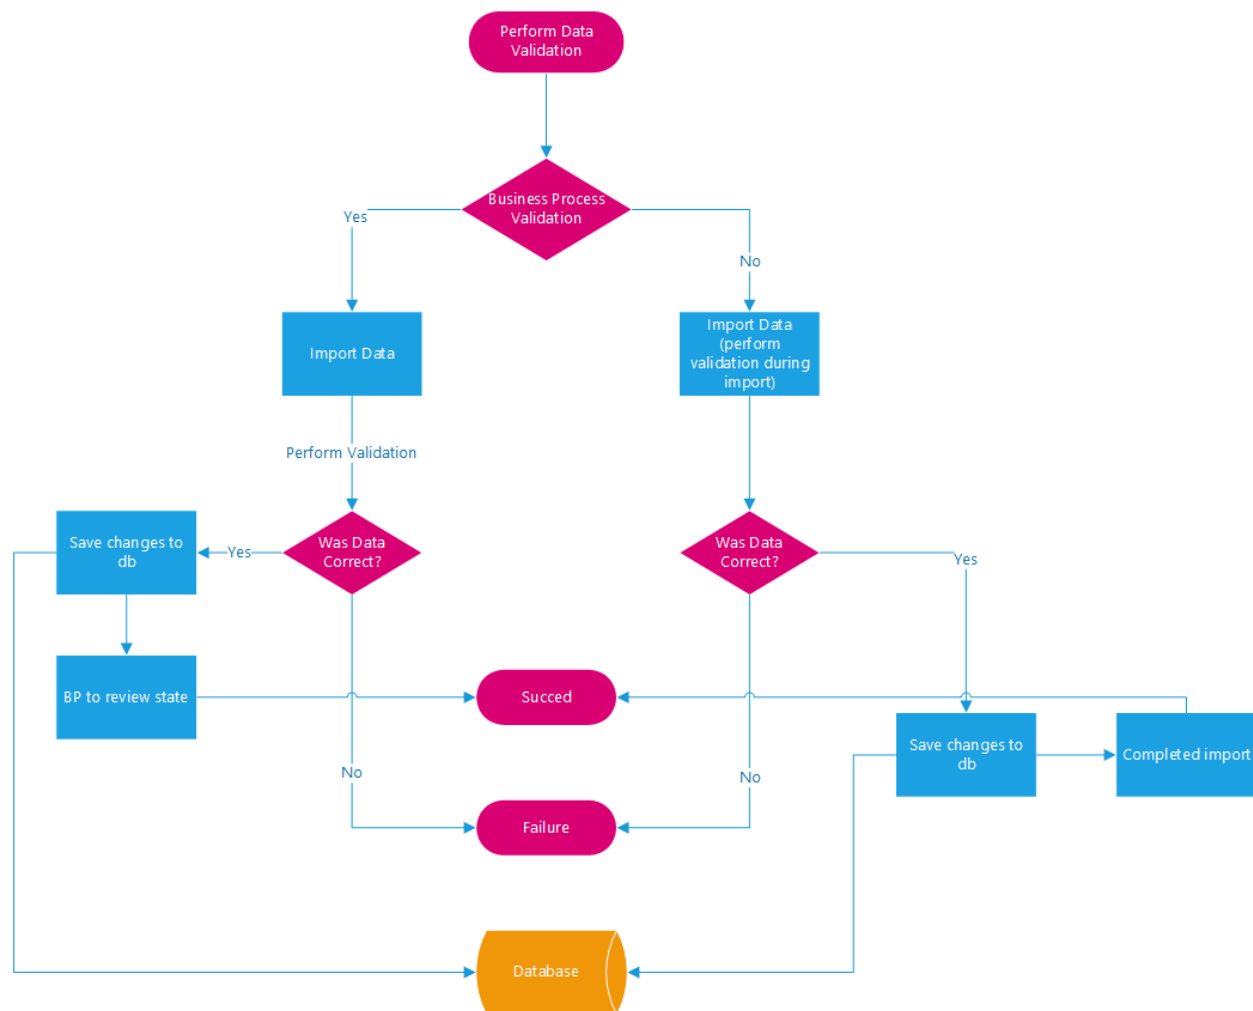 Perform Data
Validation
Business Process
Validation
Yes
No
Import Data
Import Data
(perform
validation during
import)
Perform Validation
Save changes to
db
Yes
Was Data
Correct?
Was Data
Correct?
Yes
BP to review state
Succed
Save changes to
db
Completed import
No
No
Failure
Database